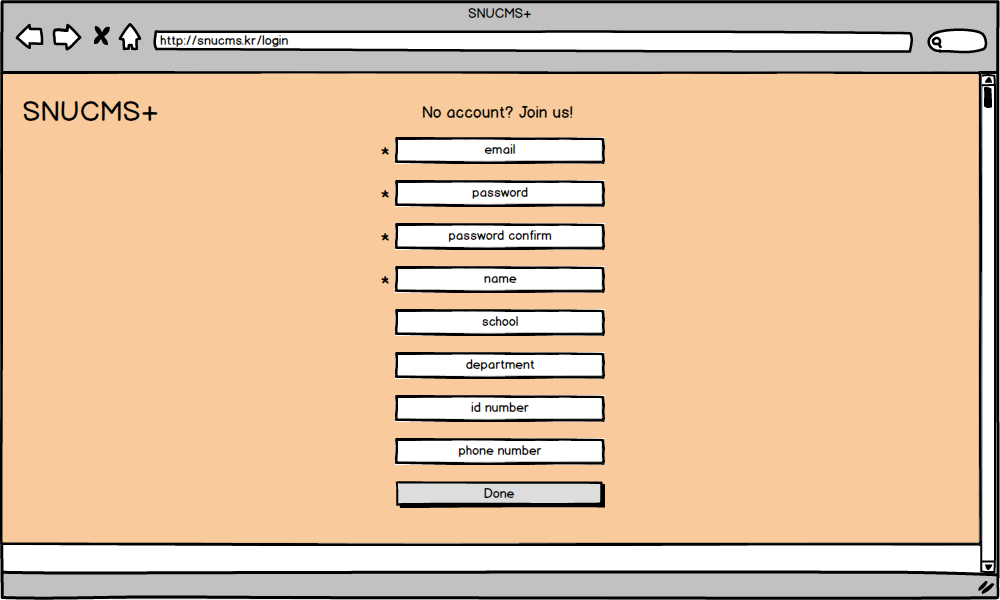 SNUCMS+
http://snucms.kr/login
SNUCMS+
No account? Join us!
* email
* password
* password confirm
* name
school
department
id number
phone number
Done